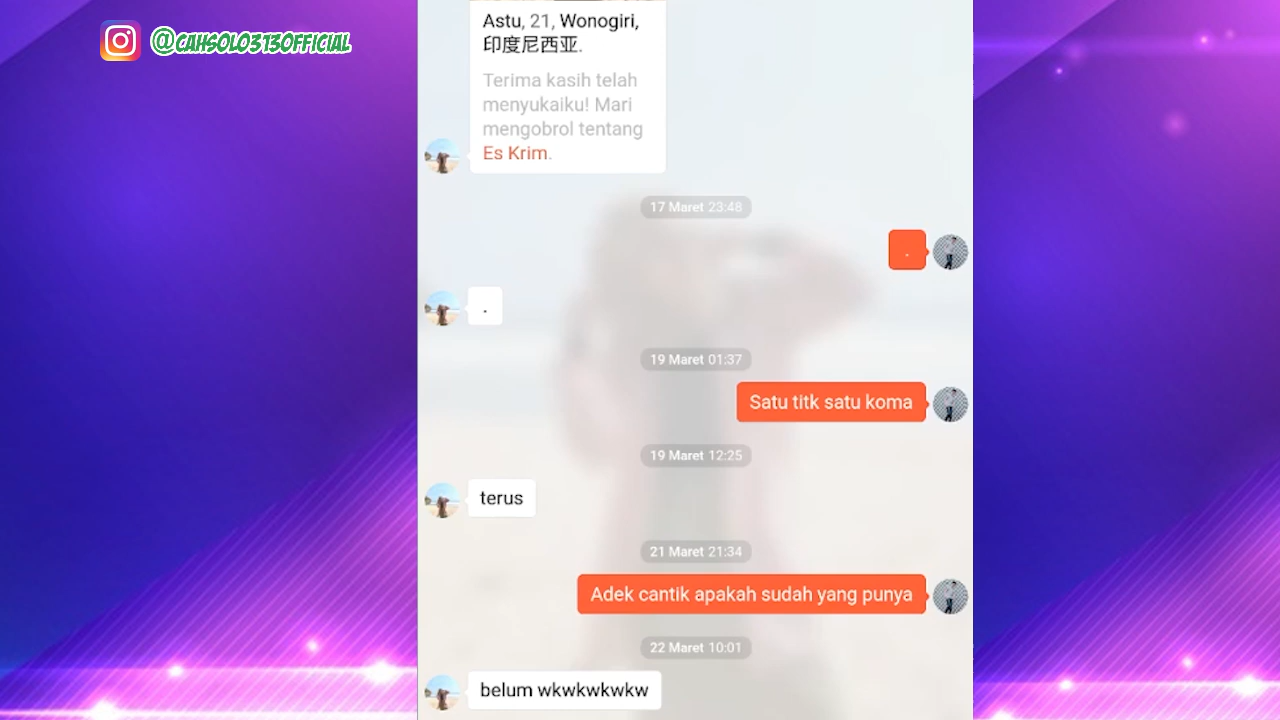 @CAHSOLO313OFFICIAL
Astu, 21, Wonogiri,
印度尼西亚.
Terima kasih telah
menyukaiku! Mari
mengobrol tentang
Es Krim.
17 Maret 23:48
.
.
19 Maret 01:37
Satu titk satu koma
19 Maret 12:25
terus
21 Maret 21:34
Adek cantik apakah sudah yang punya
22 Maret 10:01
belum wkwkwkwkw